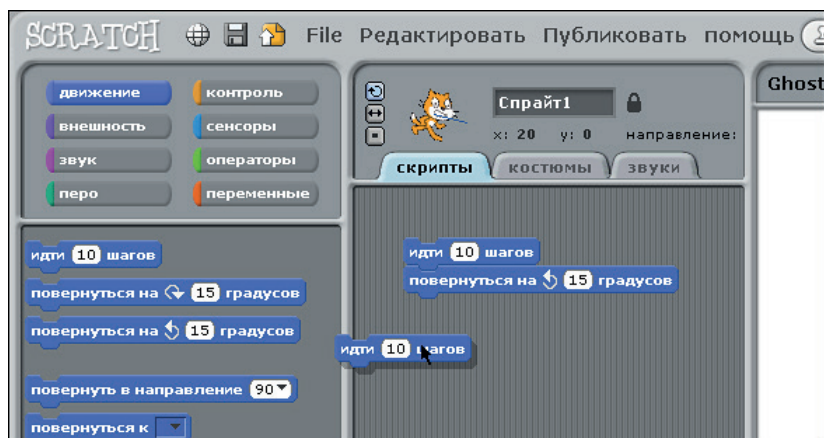 SCRATCH File Редактировать Публиковать помощь
движение контроль
внешность сенсоры
звук операторы
перо переменные
Спрайт1
x: 20 y: 0 направление:
скрипты костюмы звуки
Ghost
идти 10 шагов
повернуться на 15 градусов
повернуться на 15 градусов
повернуть в направление 90
повернуться к
идти 10 шагов
повернуться на 15 градусов
идти 10 шагов